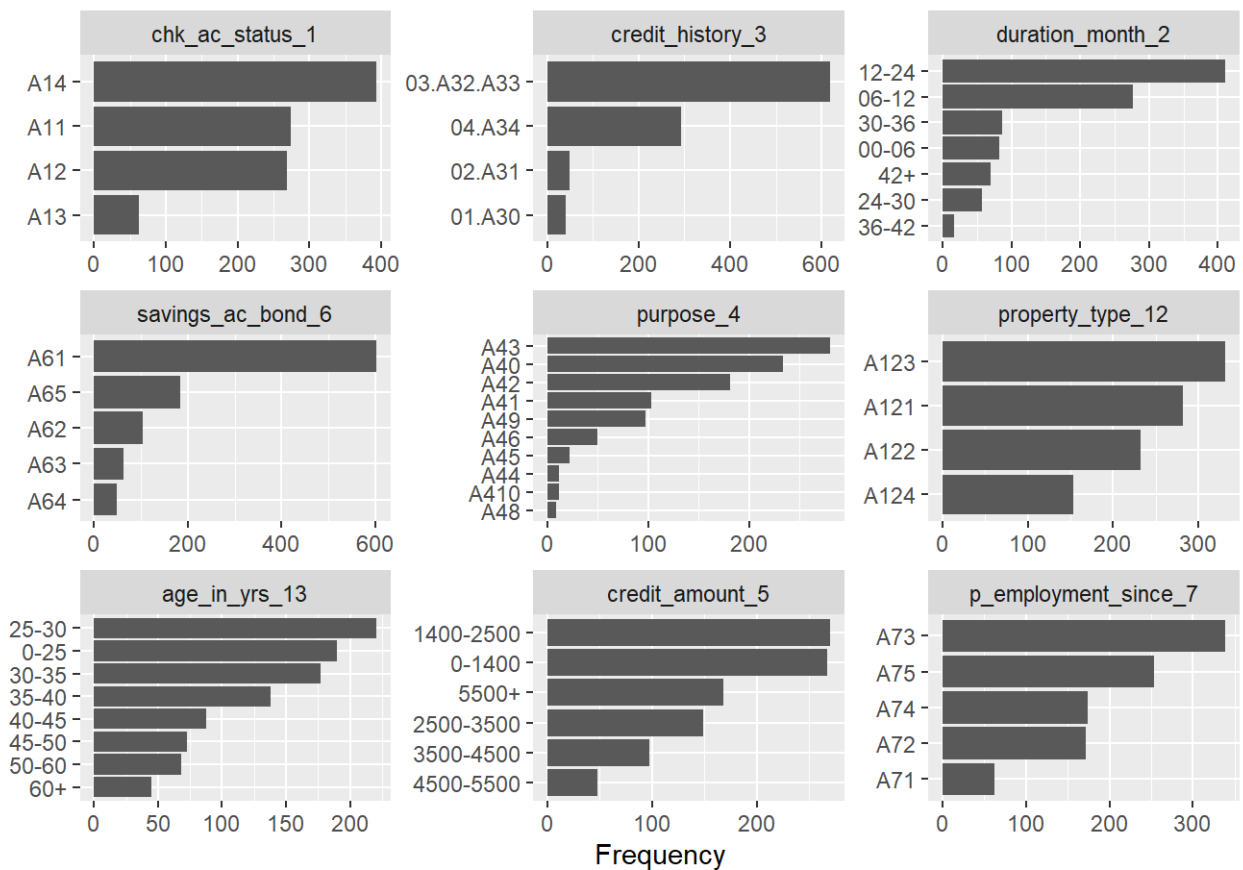 chk_ac_status_1
A14
A11
A12
A13
0 100 200 300 400
credit_history_3
03.A32.A33
04.A34
02.A31
01.A30
0 200 400 600
duration_month_2
12-24
06-12
30-36
00-06
42+
24-30
36-42
0 100 200 300 400
savings_ac_bond_6
A61
A65
A62
A63
A64
0 100 200 300 400 500 600
purpose_4
A43
A40
A42
A41
A49
A46
A45
A44
A410
A48
0 100 200
property_type_12
A123
A121
A122
A124
0 100 200 300
age_in_yrs_13
25-30
0-25
30-35
35-40
40-45
45-50
50-60
60+
0 50 100 150 200
credit_amount_5
1400-2500
0-1400
5500+
2500-3500
3500-4500
4500-5500
0 100 200
p_employment_since_7
A73
A75
A74
A72
A71
0 100 200 300
Frequency